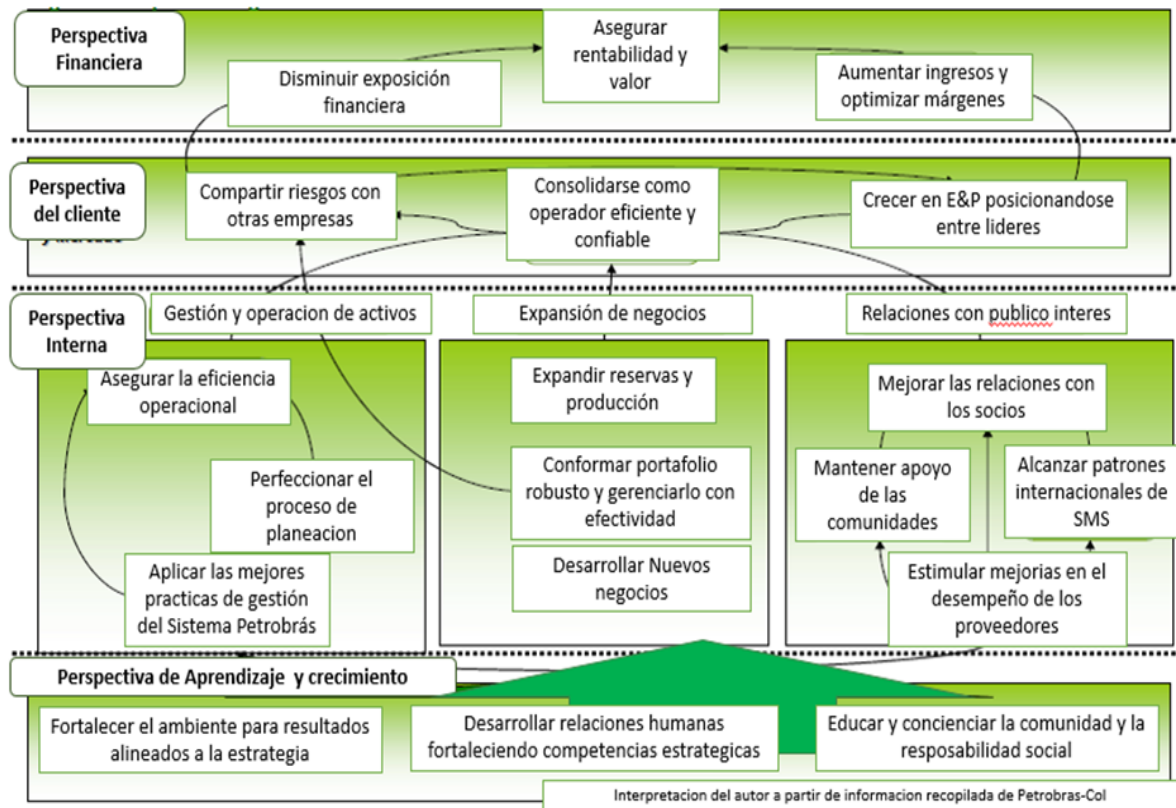 Perspectiva
Financiera
Asegurar
rentabilidad y
valor
Disminuir exposición
financiera
Aumentar ingresos y
optimizar márgenes
Perspectiva
del cliente
Compartir riesgos con
otras empresas
Consolidarse como
operador eficiente y
confiable
Crecer en E&P posicionandose
entre lideres
Perspectiva
Interna
Gestión y operacion de activos
Expansión de negocios
Relaciones con publico interes
Asegurar la eficiencia
operacional
Perfeccionar el
proceso de
planeacion
Aplicar las mejores
practicas de gestión
del Sistema Petrobrás
Expandir reservas y
producción
Conformar portafolio
robusto y gerenciarlo con
efectividad
Desarrollar Nuevos
negocios
Mejorar las relaciones con
los socios
Mantener apoyo
de las
comunidades
Alcanzar patrones
internacionales de
SMS
Estimular mejorias en el
desempeño de los
proveedores
Perspectiva de Aprendizaje y crecimiento
Fortalecer el ambiente para resultados
alineados a la estrategia
Desarrollar relaciones humanas
fortaleciendo competencias estrategicas
Educar y concienciar la comunidad y la
resposabilidad social
Interpretacion del autor a partir de informacion recopilada de Petrobras-Col